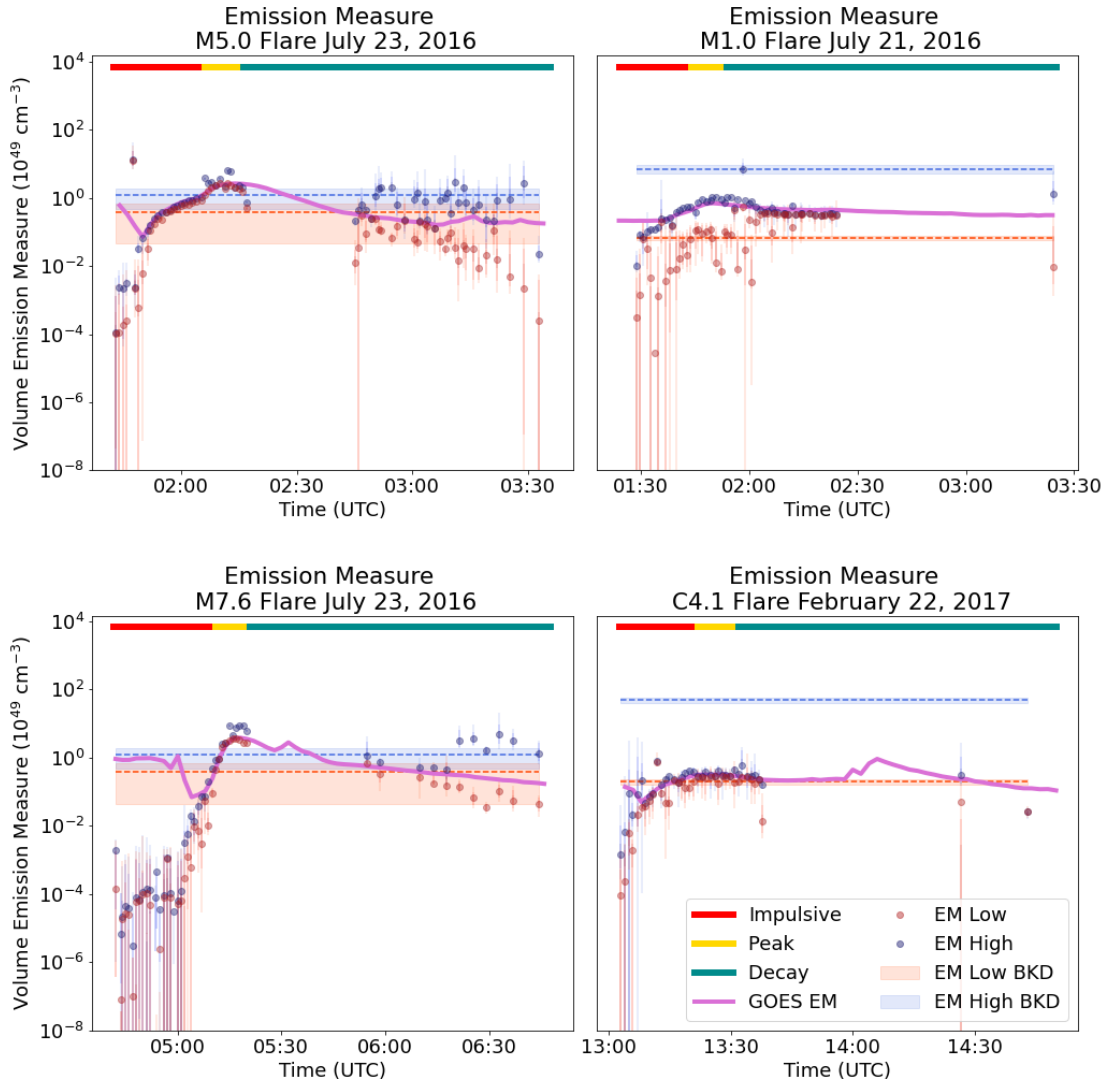 Emission Measure
M5.0 Flare July 23, 2016
Emission Measure
M1.0 Flare July 21, 2016
Volume Emission Measure (10^49 cm^−3)
10^4
10^2
10^0
10^−2
10^−4
10^−6
10^−8
02:00
02:30
03:00
03:30
Time (UTC)
01:30
02:00
02:30
03:00
03:30
Time (UTC)
Emission Measure
M7.6 Flare July 23, 2016
Emission Measure
C4.1 Flare February 22, 2017
Volume Emission Measure (10^49 cm^−3)
10^4
10^2
10^0
10^−2
10^−4
10^−6
10^−8
05:00
05:30
06:00
06:30
Time (UTC)
Impulsive
Peak
Decay
GOES EM
EM Low
EM High
EM Low BKD
EM High BKD
13:00
13:30
14:00
14:30
Time (UTC)